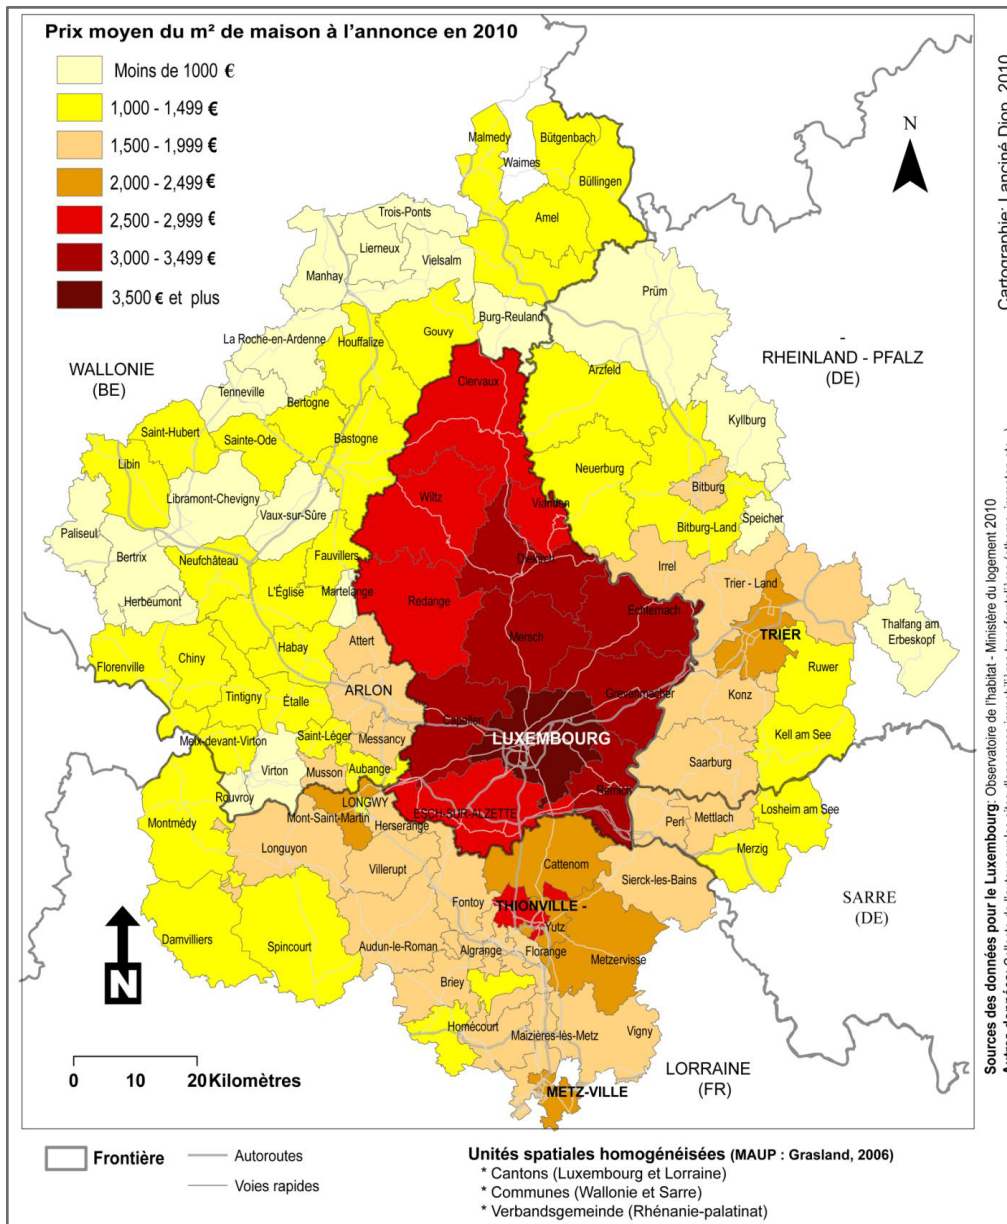 Prix moyen du m² de maison à l'annonce en 2010
Moins de 1000 €
1,000 - 1,499 €
1,500 - 1,999 €
2,000 - 2,499 €
2,500 - 2,999 €
3,000 - 3,499 €
3,500 € et plus
N
Cartographie: Lanciné Diop, 2010
Malmedy
Bütgenbach
Waimes
Büllingen
Amel
Trois-Ponts
Lierneux
Vielsalm
Manhay
Prüm
Burg-Reuland
Gouvy
La Roche-en-Ardenne
Houffalize
WALLONIE
(BE)
-
RHEINLAND - PFALZ
(DE)
Clervaux
Arzfeld
Tenneville
Bertogne
Kyllburg
Saint-Hubert
Sainte-Ode
Bastogne
Libin
Neuerburg
Bitburg
Libramont-Chevigny
Wiltz
Vianden
Vaux-sur-Sûre
Speicher
Bitburg-Land
Paliseul
Bertrix
Neufchâteau
Fauvillers
Diekirch
Irrel
Trier - Land
L'Église
Martelange
Herbeumont
Redange
Echternach
Thalfang am
Erbeskopf
Mersch
TRIER
Attert
Habay
Chiny
Florenville
Ruwer
Konz
ARLON
Grevenmacher
Tintigny
Étalle
Capellen
LUXEMBOURG
Kell am See
Meix-devant-Virton
Saint-Léger
Messancy
Saarburg
Virton
Musson
Aubange
Remich
Rouvroy
LONGWY
ESCH-SUR-ALZETTE
Montmédy
Mont-Saint-Martin
Herserange
Perl
Mettlach
Losheim am See
Longuyon
Merzig
Villerupt
Cattenom
Sierck-les-Bains
SARRE
(DE)
Fontoy
THIONVILLE -
Yutz
Damvilliers
Spincourt
Audun-le-Roman
Algrange
Florange
Metzervisse
Briey
Homécourt
Maizières-lès-Metz
Vigny
LORRAINE
(FR)
METZ-VILLE
N
0 10 20 Kilomètres
Sources des données pour le Luxembourg: Observatoire de l'habitat - Ministère du logement 2010
Frontière
Autoroutes
Voies rapides
Unités spatiales homogénéisées (MAUP : Grasland, 2006)
* Cantons (Luxembourg et Lorraine)
* Communes (Wallonie et Sarre)
* Verbandsgemeinde (Rhénanie-palatinat)